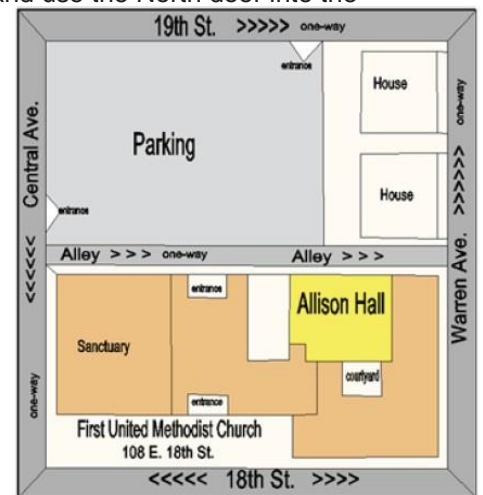 and use the North door into the
19th St. >>>>> one-way
entrance
House
Central Ave.
one-way
Parking
House
entrance
<<<<<<
>>>>>>
Warren Ave.
Alley >>> one-way
Alley >>>
entrance
Allison Hall
Sanctuary
courtyard
one-way
entrance
First United Methodist Church
108 E. 18th St.
<<<<< 18th St. >>>>